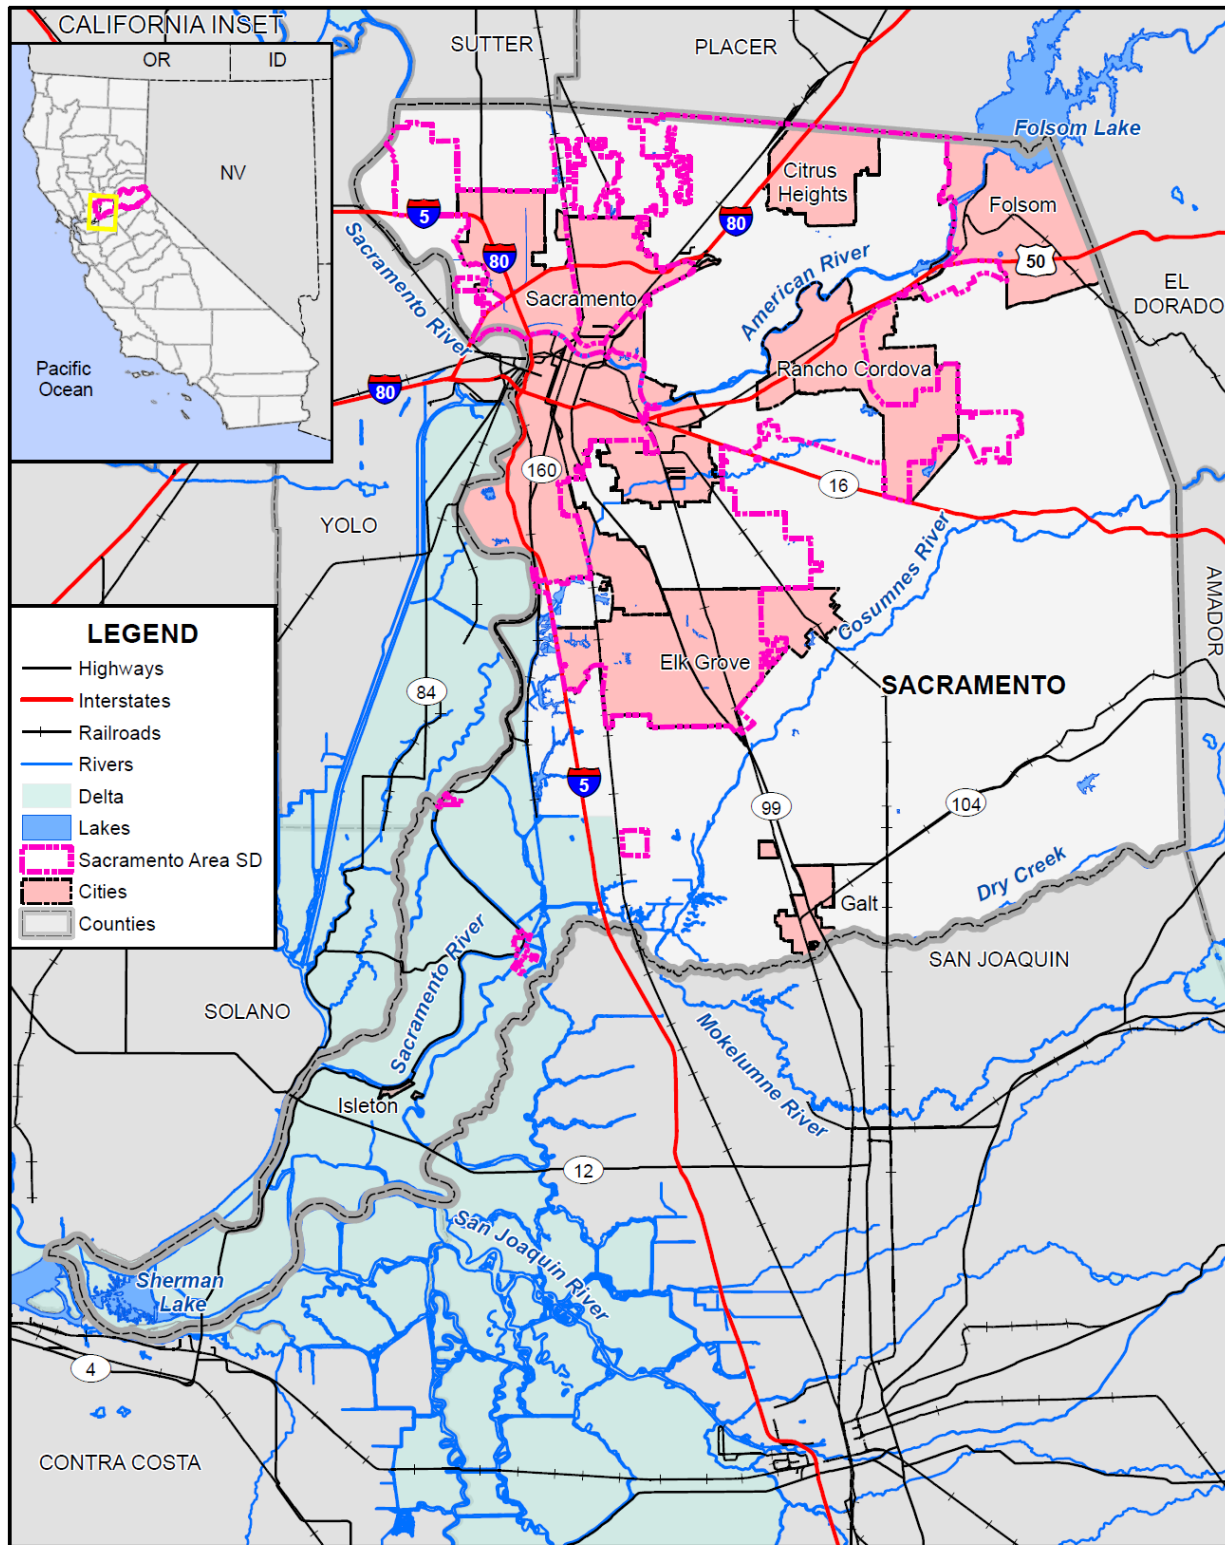 CALIFORNIA INSET
OR
ID
NV
Pacific
Ocean
SUTTER
PLACER
Folsom Lake
Citrus
Heights
Folsom
5
80
80
50
Sacramento River
Sacramento
American River
EL
DORADO
Rancho Cordova
80
160
16
YOLO
Cosumnes River
AMADOR
LEGEND
Highways
Interstates
Railroads
Rivers
Delta
Lakes
Sacramento Area SD
Cities
Counties
Elk Grove
SACRAMENTO
84
5
99
104
Dry Creek
Galt
SAN JOAQUIN
Sacramento River
SOLANO
Mokelumne River
Isleton
12
San Joaquin River
Sherman
Lake
4
CONTRA COSTA